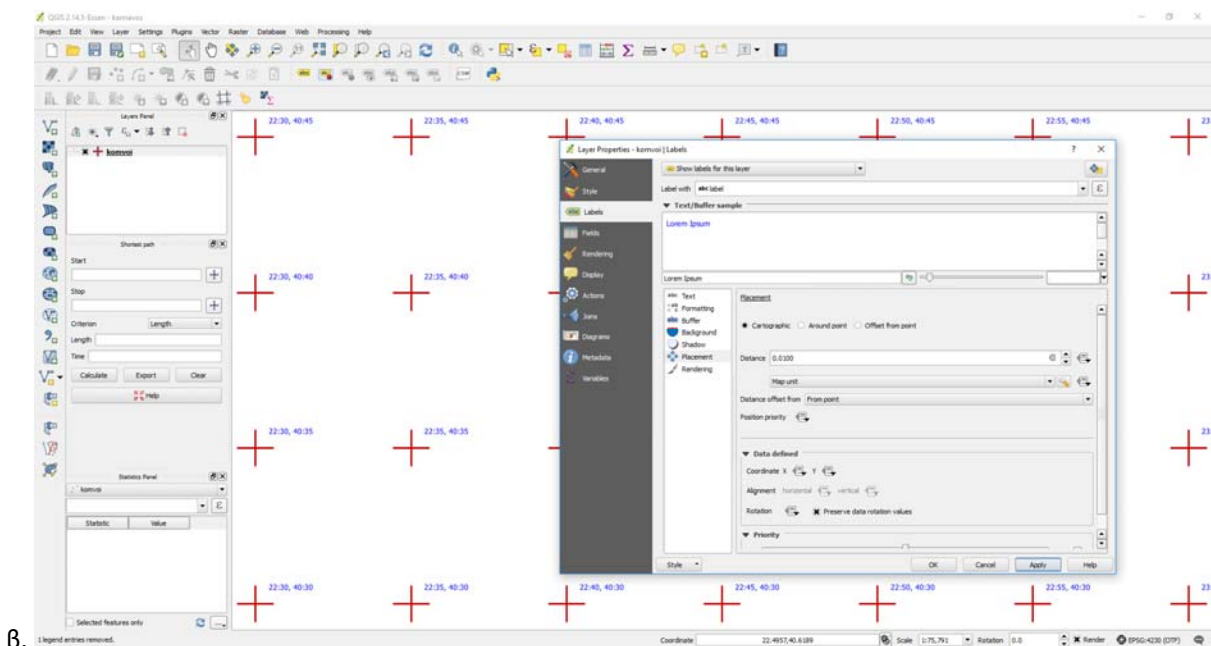 QGIS 2.14.3-Essen - kannavos
Project Edit View Layer Settings Plugins Vector Raster Database Web Processing Help
Layers Panel
komvoi
22:30, 40:45 22:35, 40:45 22:40, 40:45 22:45, 40:45 22:50, 40:45 22:55, 40:45 23
Layer Properties - komvoi | Labels
? X
General
Style
Labels
Fields
Rendering
Display
Actions
Joins
Diagrams
Metadata
Variables
Show labels for this layer
Label with abc label
ε
Text/Buffer sample
Lorem Ipsum
Lorem Ipsum
Text
Formatting
Buffer
Background
Shadow
Placement
Rendering
Placement
Cartographic Around point Offset from point
Distance 0.0100
Map unit
Distance offset from From point
Position priority
Data defined
Coordinate X Y
Alignment horizontal vertical
Rotation Preserve data rotation values
Priority
Style OK Cancel Apply Help
Shortest path
Start
Stop
Criterion Length
Length
Time
Calculate Export Clear
Help
22:30, 40:40 22:35, 40:40 23
22:30, 40:35 22:35, 40:35 23
Statistics Panel
komvoi
ε
Statistic Value
Selected features only
22:30, 40:30 22:35, 40:30 22:40, 40:30 22:45, 40:30 22:50, 40:30 22:55, 40:30 23
β.
1 legend entries removed.
Coordinate 22.4957,40.6189 Scale 1:75,791 Rotation 0.0 Render EPSG:4230 (OTF)